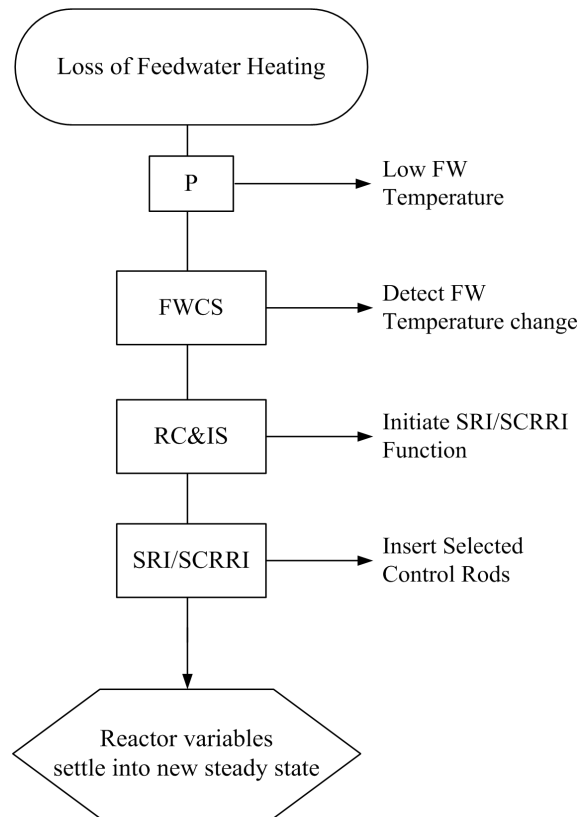 Loss of Feedwater Heating
P
Low FW
Temperature
FWCS
Detect FW
Temperature change
RC&IS
Initiate SRI/SCRRI
Function
SRI/SCRRI
Insert Selected
Control Rods
Reactor variables
settle into new steady state